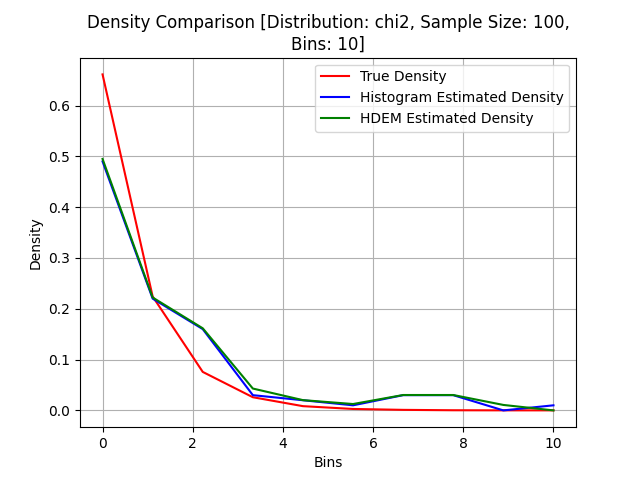 Density Comparison [Distribution: chi2, Sample Size: 100,
Bins: 10]
True Density
Histogram Estimated Density
HDEM Estimated Density
Density
0.6
0.5
0.4
0.3
0.2
0.1
0.0
0 2 4 6 8 10
Bins